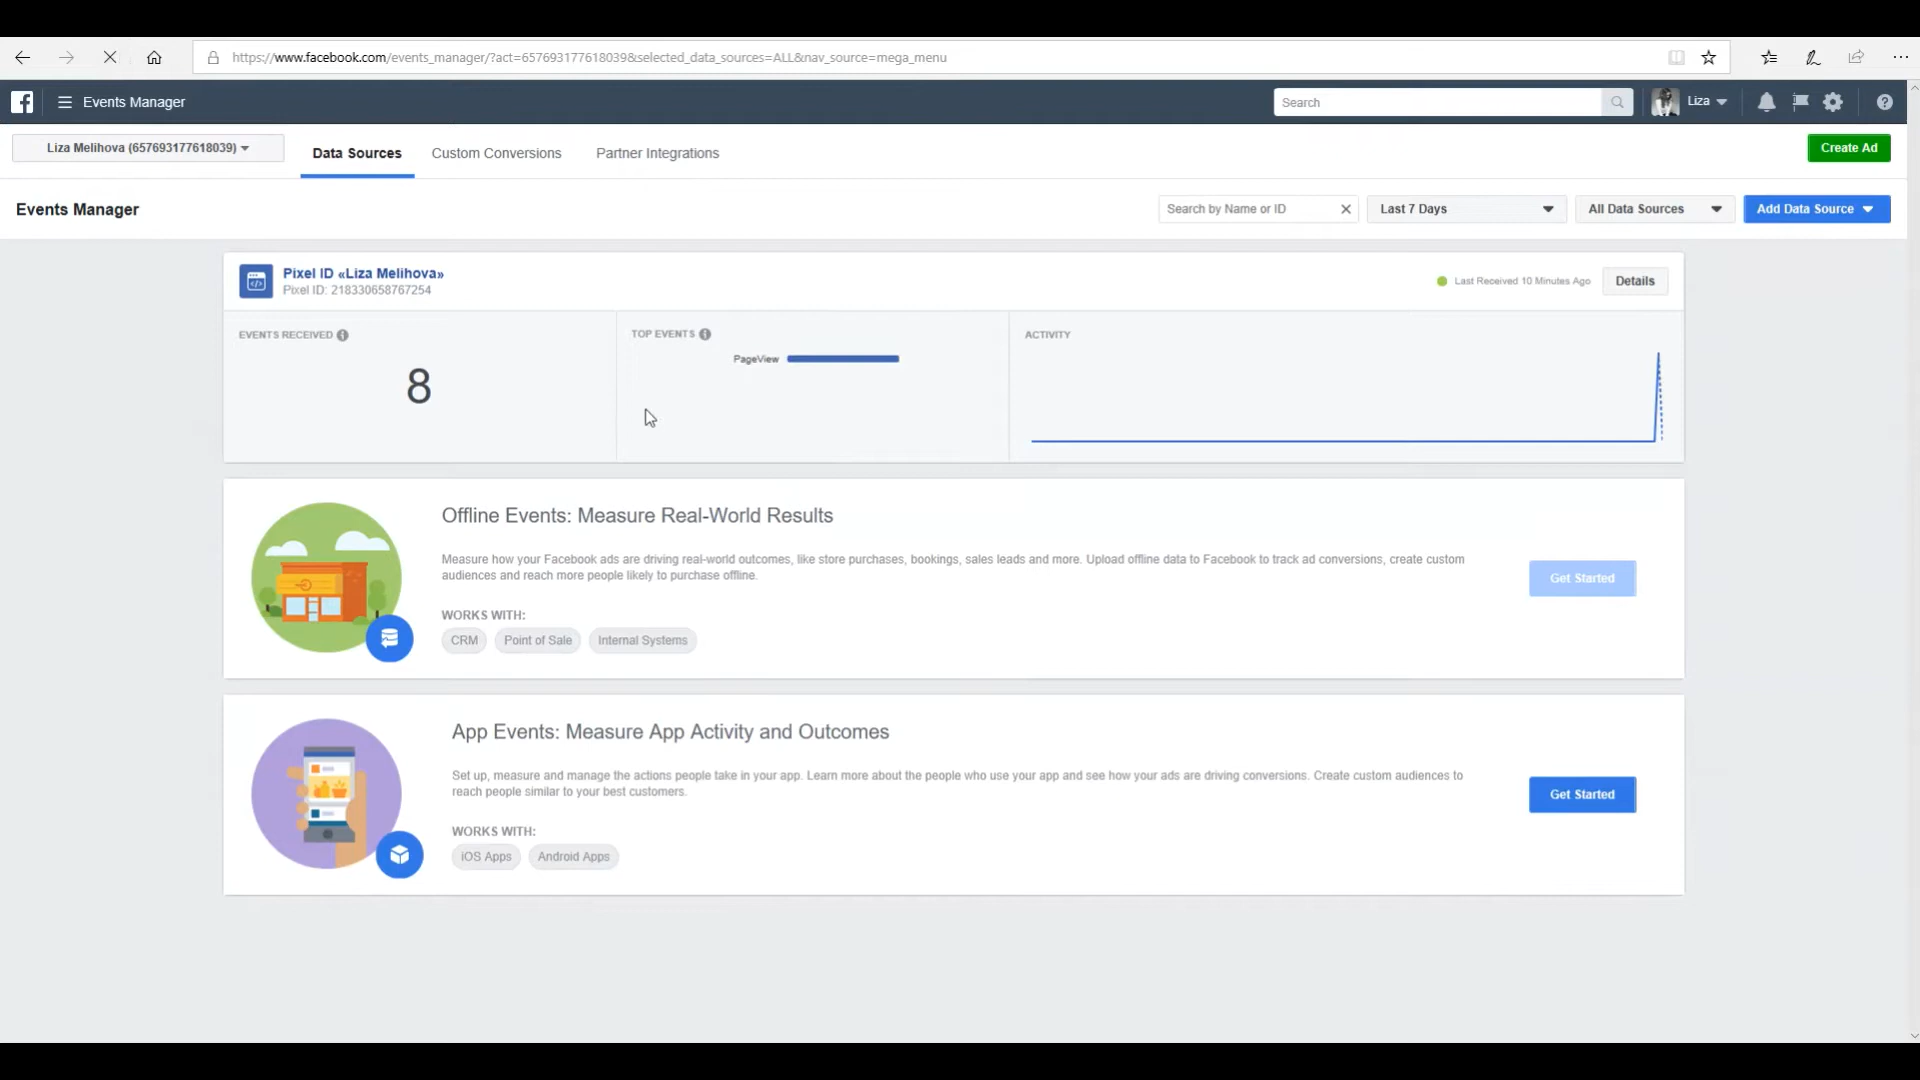 https://www.facebook.com/events_manager/?act=657693177618039&selected_data_sources=ALL&nav_source=mega_menu
Events Manager
Search
Liza
Liza Melihova (657693177618039)
Data Sources
Custom Conversions
Partner Integrations
Create Ad
Events Manager
Search by Name or ID
Last 7 Days
All Data Sources
Add Data Source
Pixel ID «Liza Melihova»
Pixel ID: 218330658767254
Last Received 10 Minutes Ago
Details
EVENTS RECEIVED
8
TOP EVENTS
PageView
ACTIVITY
Offline Events: Measure Real-World Results
Measure how your Facebook ads are driving real-world outcomes, like store purchases, bookings, sales leads and more. Upload offline data to Facebook to track ad conversions, create custom
audiences and reach more people likely to purchase offline.
Get Started
WORKS WITH:
CRM
Point of Sale
Internal Systems
App Events: Measure App Activity and Outcomes
Set up, measure and manage the actions people take in your app. Learn more about the people who use your app and see how your ads are driving conversions. Create custom audiences to
reach people similar to your best customers.
Get Started
WORKS WITH:
iOS Apps
Android Apps